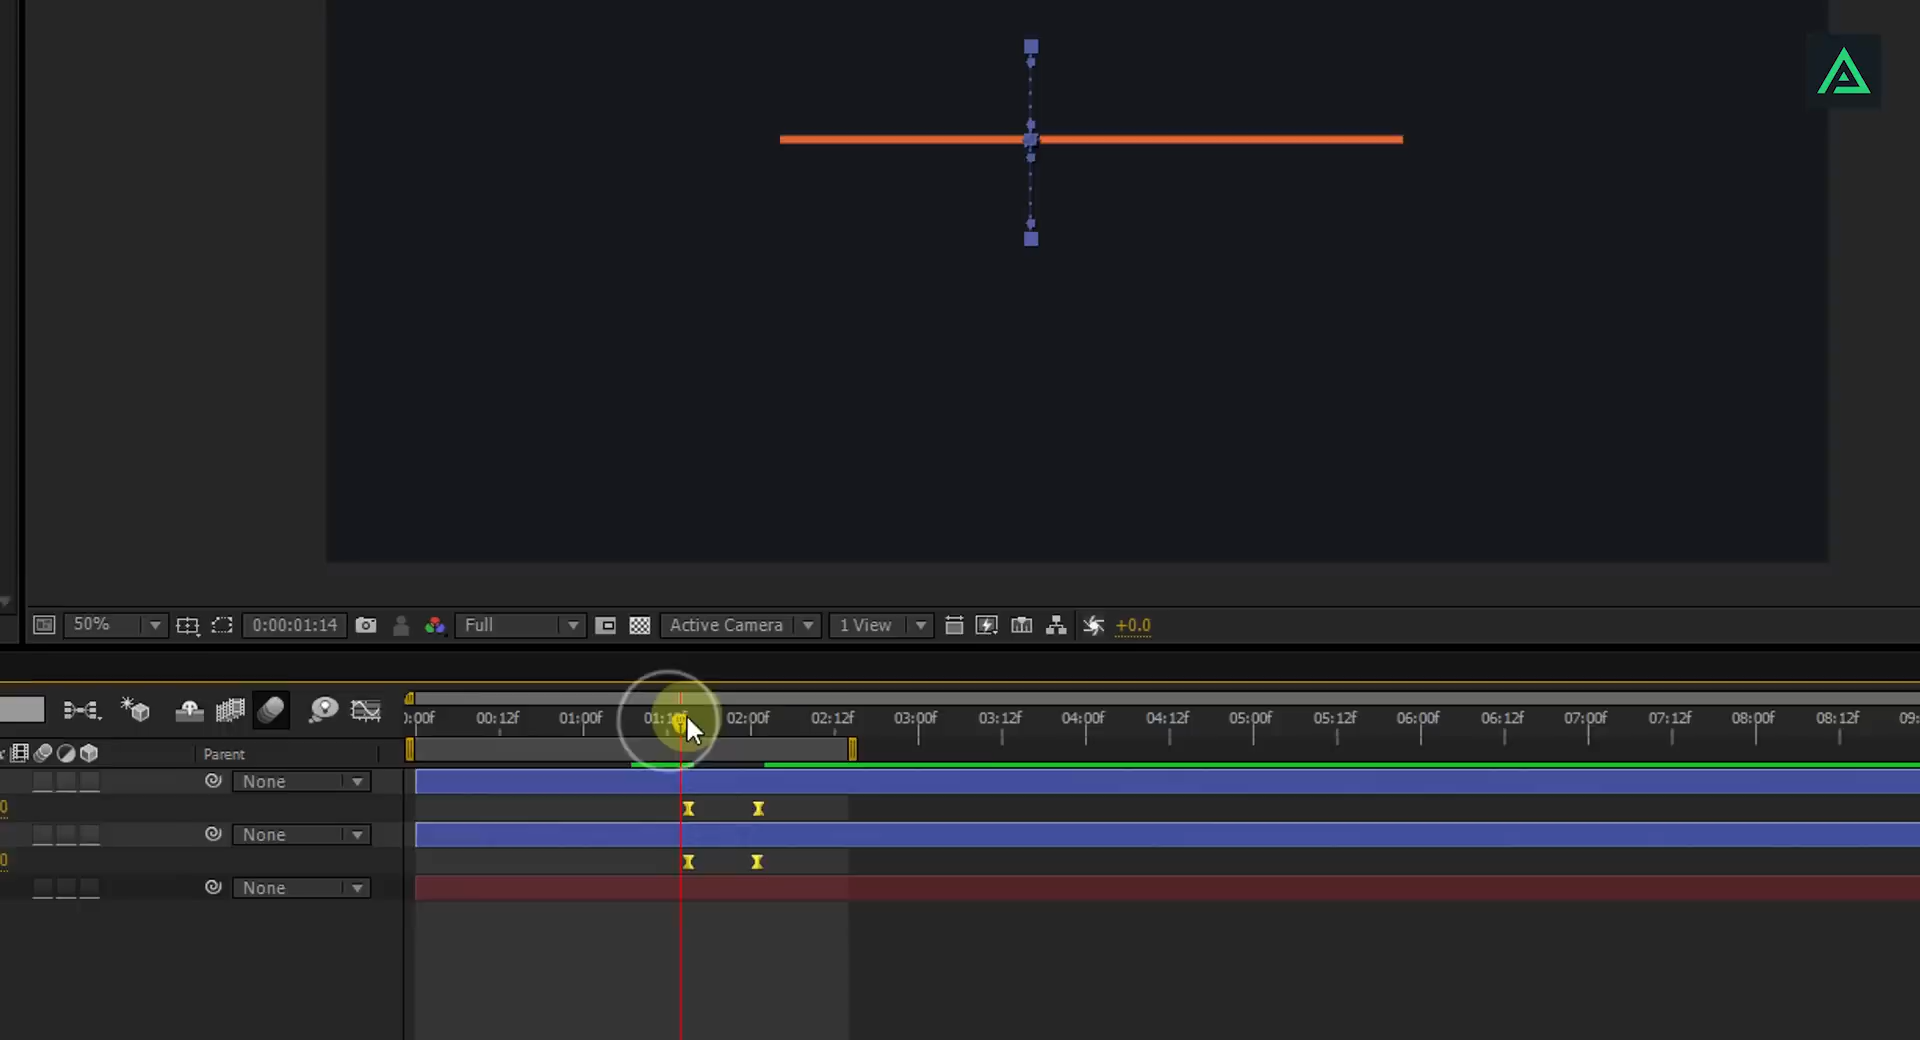 50% 0:00:01:14 Full Active Camera 1 View +0.0
:00f 00:12f 01:00f 02:00f 02:12f 03:00f 03:12f 04:00f 04:12f 05:00f 05:12f 06:00f 06:12f 07:00f 07:12f 08:00f 08:12f 09:
Parent
None
0
None
0
None